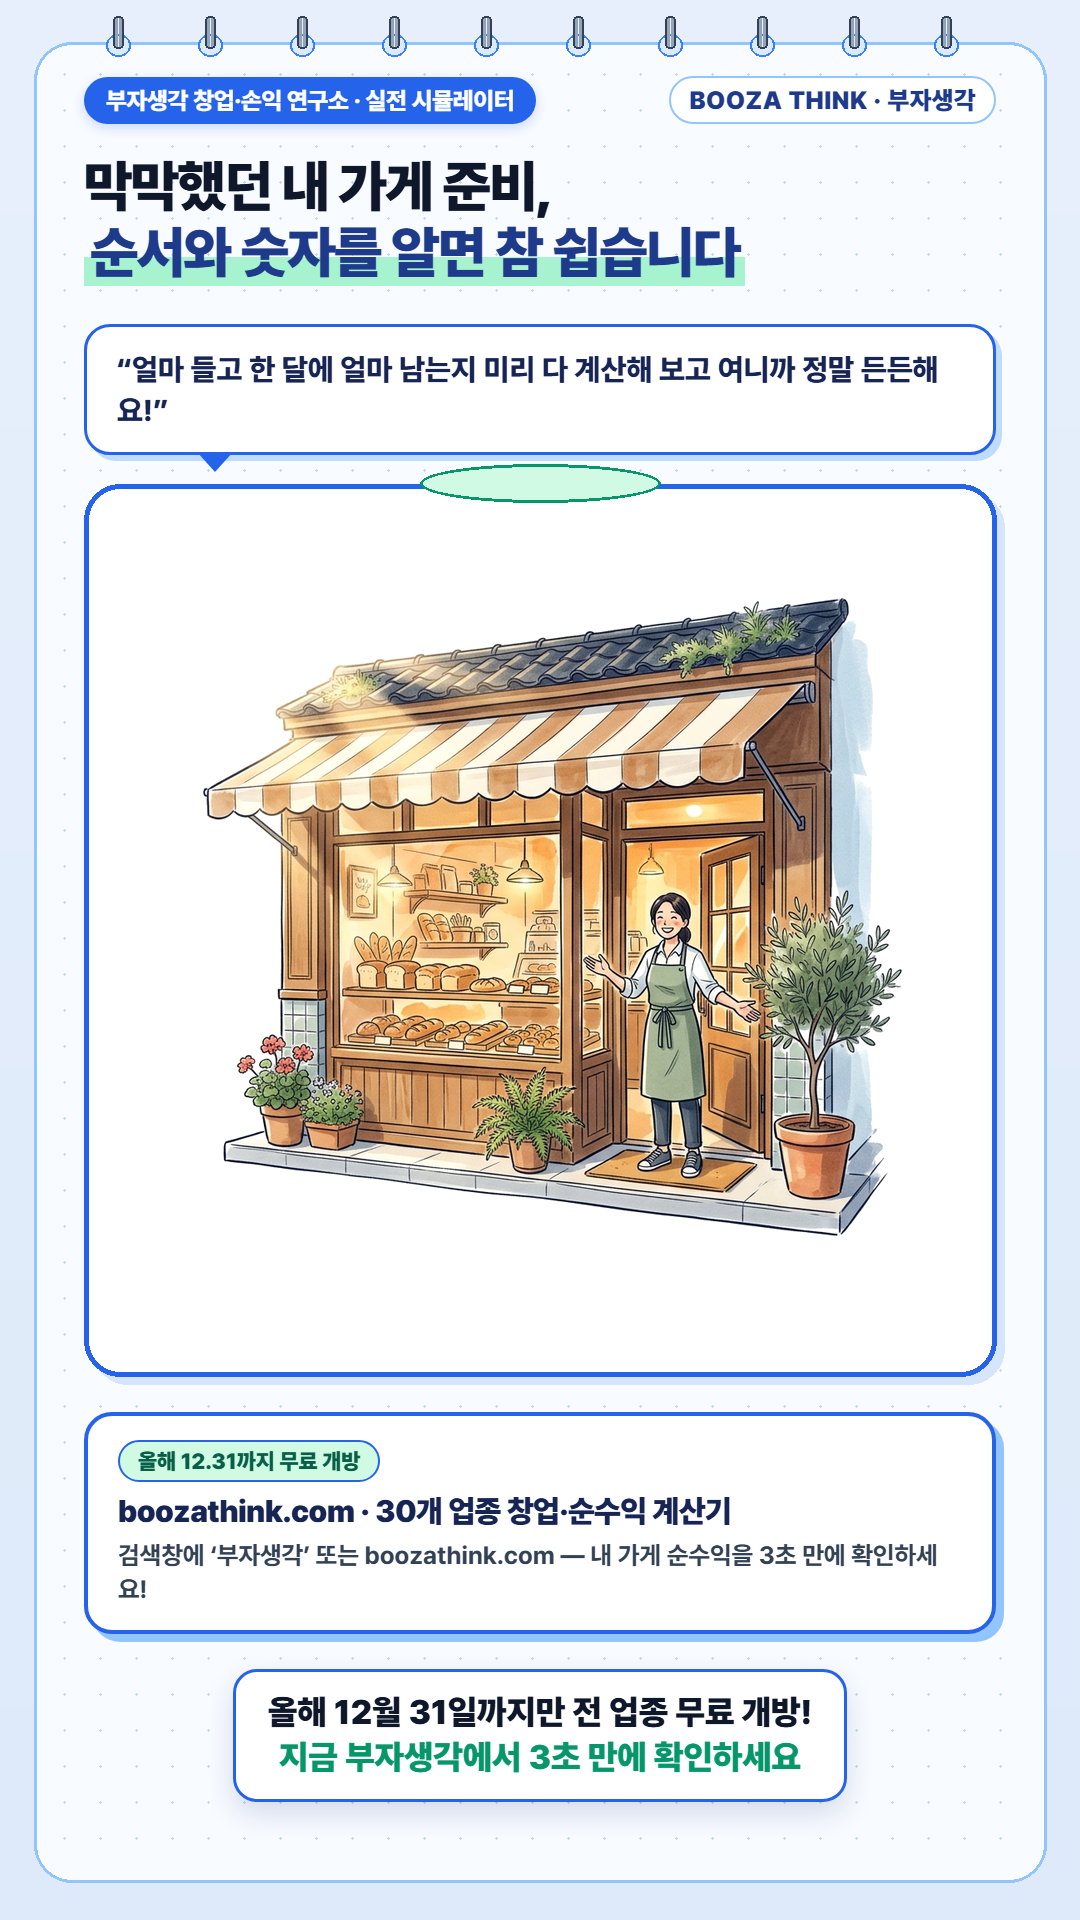 부자생각 창업·손익 연구소 · 실전 시뮬레이터
BOOZA THINK · 부자생각
막막했던 내 가게 준비,
순서와 숫자를 알면 참 쉽습니다
“얼마 들고 한 달에 얼마 남는지 미리 다 계산해 보고 여니까 정말 든든해
요!”
올해 12.31까지 무료 개방
boozathink.com · 30개 업종 창업·순수익 계산기
검색창에 ‘부자생각’ 또는 boozathink.com — 내 가게 순수익을 3초 만에 확인하세
요!
올해 12월 31일까지만 전 업종 무료 개방!
지금 부자생각에서 3초 만에 확인하세요